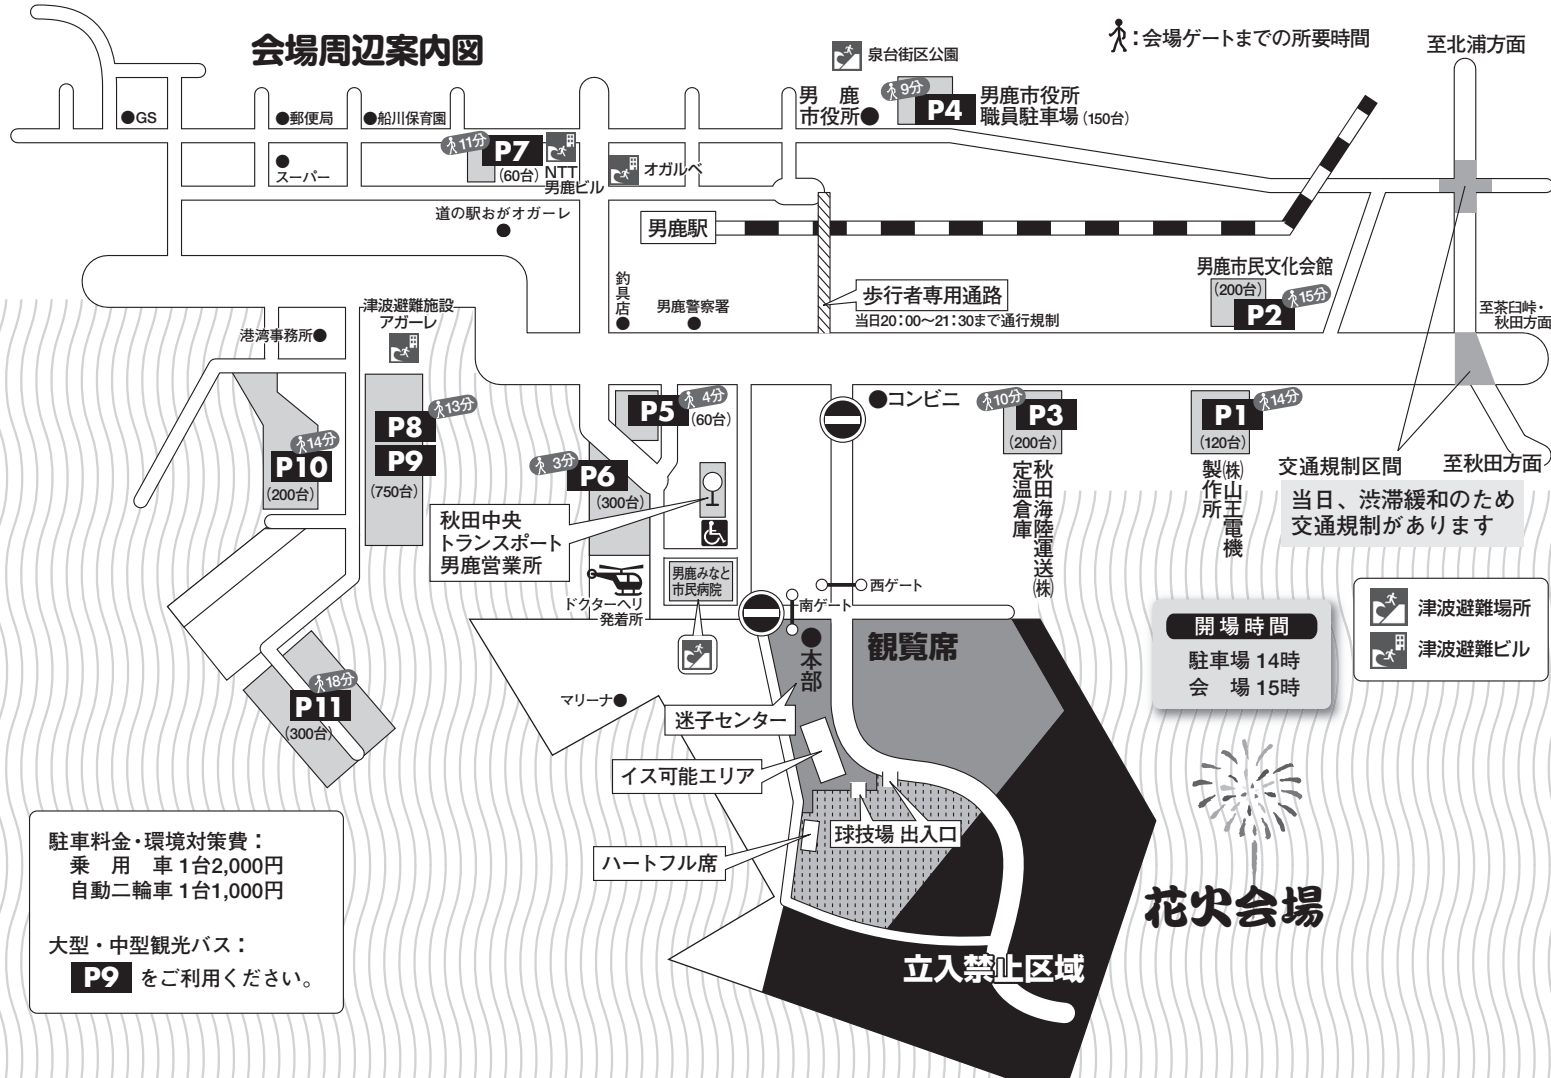 会場周辺案内図
:会場ゲートまでの所要時間
至北浦方面
泉台街区公園
男鹿
市役所
9分
P4
男鹿市役所
職員駐車場(150台)
GS
郵便局
船川保育園
スーパー
11分
P7
(60台)
NTT
男鹿ビル
オガルベ
道の駅おがオガーレ
男鹿駅
歩行者専用通路
当日20:00〜21:30まで通行規制
男鹿市民文化会館
(200台)
P2
15分
至茶臼峠・
秋田方面
釣具店
男鹿警察署
津波避難施設
アガーレ
港湾事務所
14分
P10
(200台)
13分
P8
P9
(750台)
4分
P5
(60台)
3分
P6
(300台)
コンビニ
10分
P3
(200台)
秋田海陸運送㈱
定温倉庫
14分
P1
(120台)
㈱山王電機
製作所
交通規制区間
至秋田方面
当日、渋滞緩和のため
交通規制があります
秋田中央
トランスポート
男鹿営業所
ドクターヘリ
発着所
男鹿みなと
市民病院
西ゲート
南ゲート
本部
観覧席
開場時間
駐車場 14時
会 場 15時
津波避難場所
津波避難ビル
18分
P11
(300台)
マリーナ
迷子センター
イス可能エリア
球技場 出入口
ハートフル席
立入禁止区域
花火会場
駐車料金・環境対策費:
乗 用 車 1台2,000円
自動二輪車 1台1,000円
大型・中型観光バス:
P9 をご利用ください。